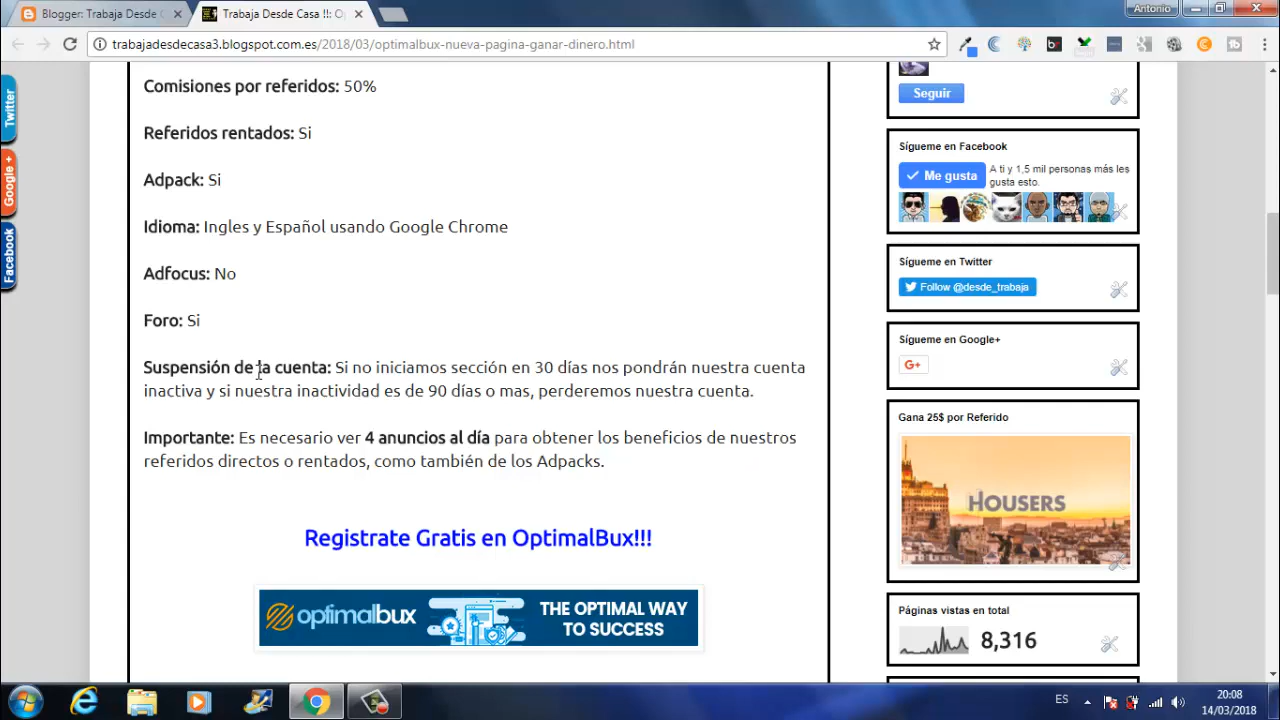 Blogger: Trabaja Desde C
Trabaja Desde Casa !!: Op
Antonio
trabajadesdecasa3.blogspot.com.es/2018/03/optimalbux-nueva-pagina-ganar-dinero.html
Twitter
Google +
Facebook
Comisiones por referidos: 50%
Referidos rentados: Si
Adpack: Si
Idioma: Ingles y Español usando Google Chrome
Adfocus: No
Foro: Si
Suspensión de la cuenta: Si no iniciamos sección en 30 días nos pondrán nuestra cuenta
inactiva y si nuestra inactividad es de 90 días o mas, perderemos nuestra cuenta.
Importante: Es necesario ver 4 anuncios al día para obtener los beneficios de nuestros
referidos directos o rentados, como también de los Adpacks.
Registrate Gratis en OptimalBux!!!
optimalbux
THE OPTIMAL WAY
TO SUCCESS
Seguir
Sígueme en Facebook
Me gusta
A ti y 1,5 mil personas más les
gusta esto.
Sígueme en Twitter
Follow @desde_trabaja
Sígueme en Google+
G+
Gana 25$ por Referido
HOUSERS
Páginas vistas en total
8,316
ES
20:08
14/03/2018